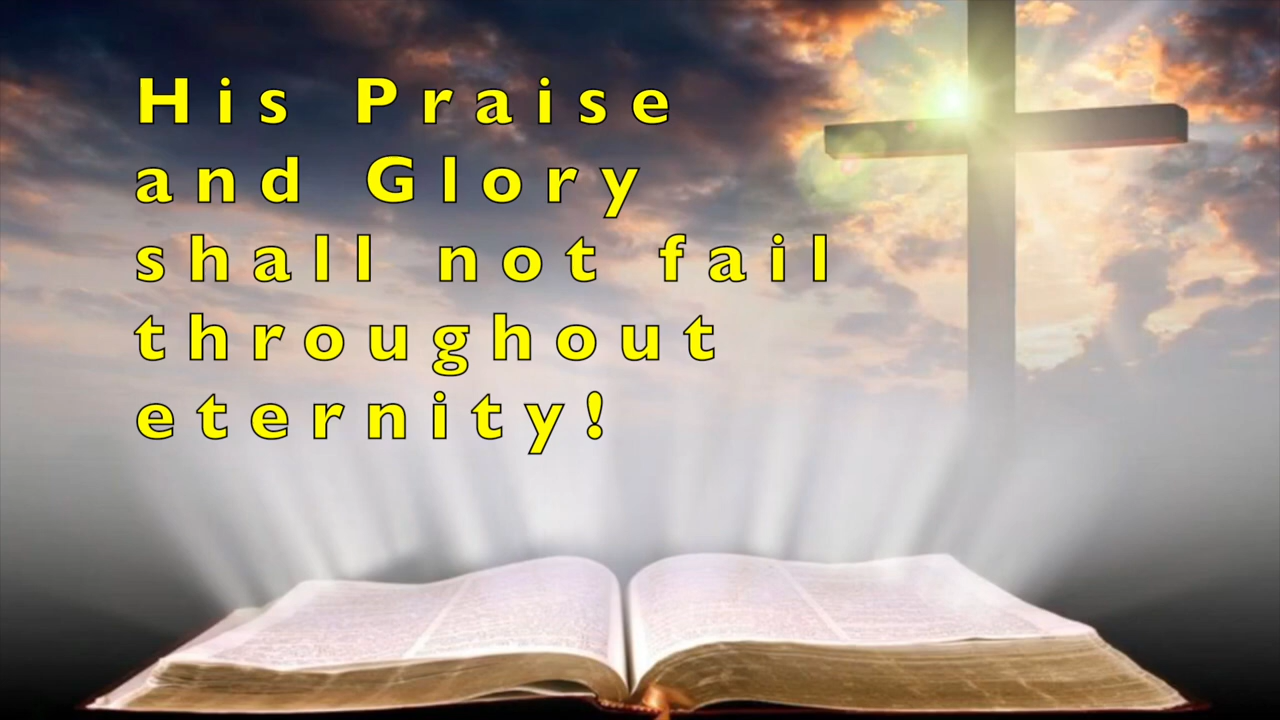 His Praise
and Glory
shall not fail
throughout
eternity!